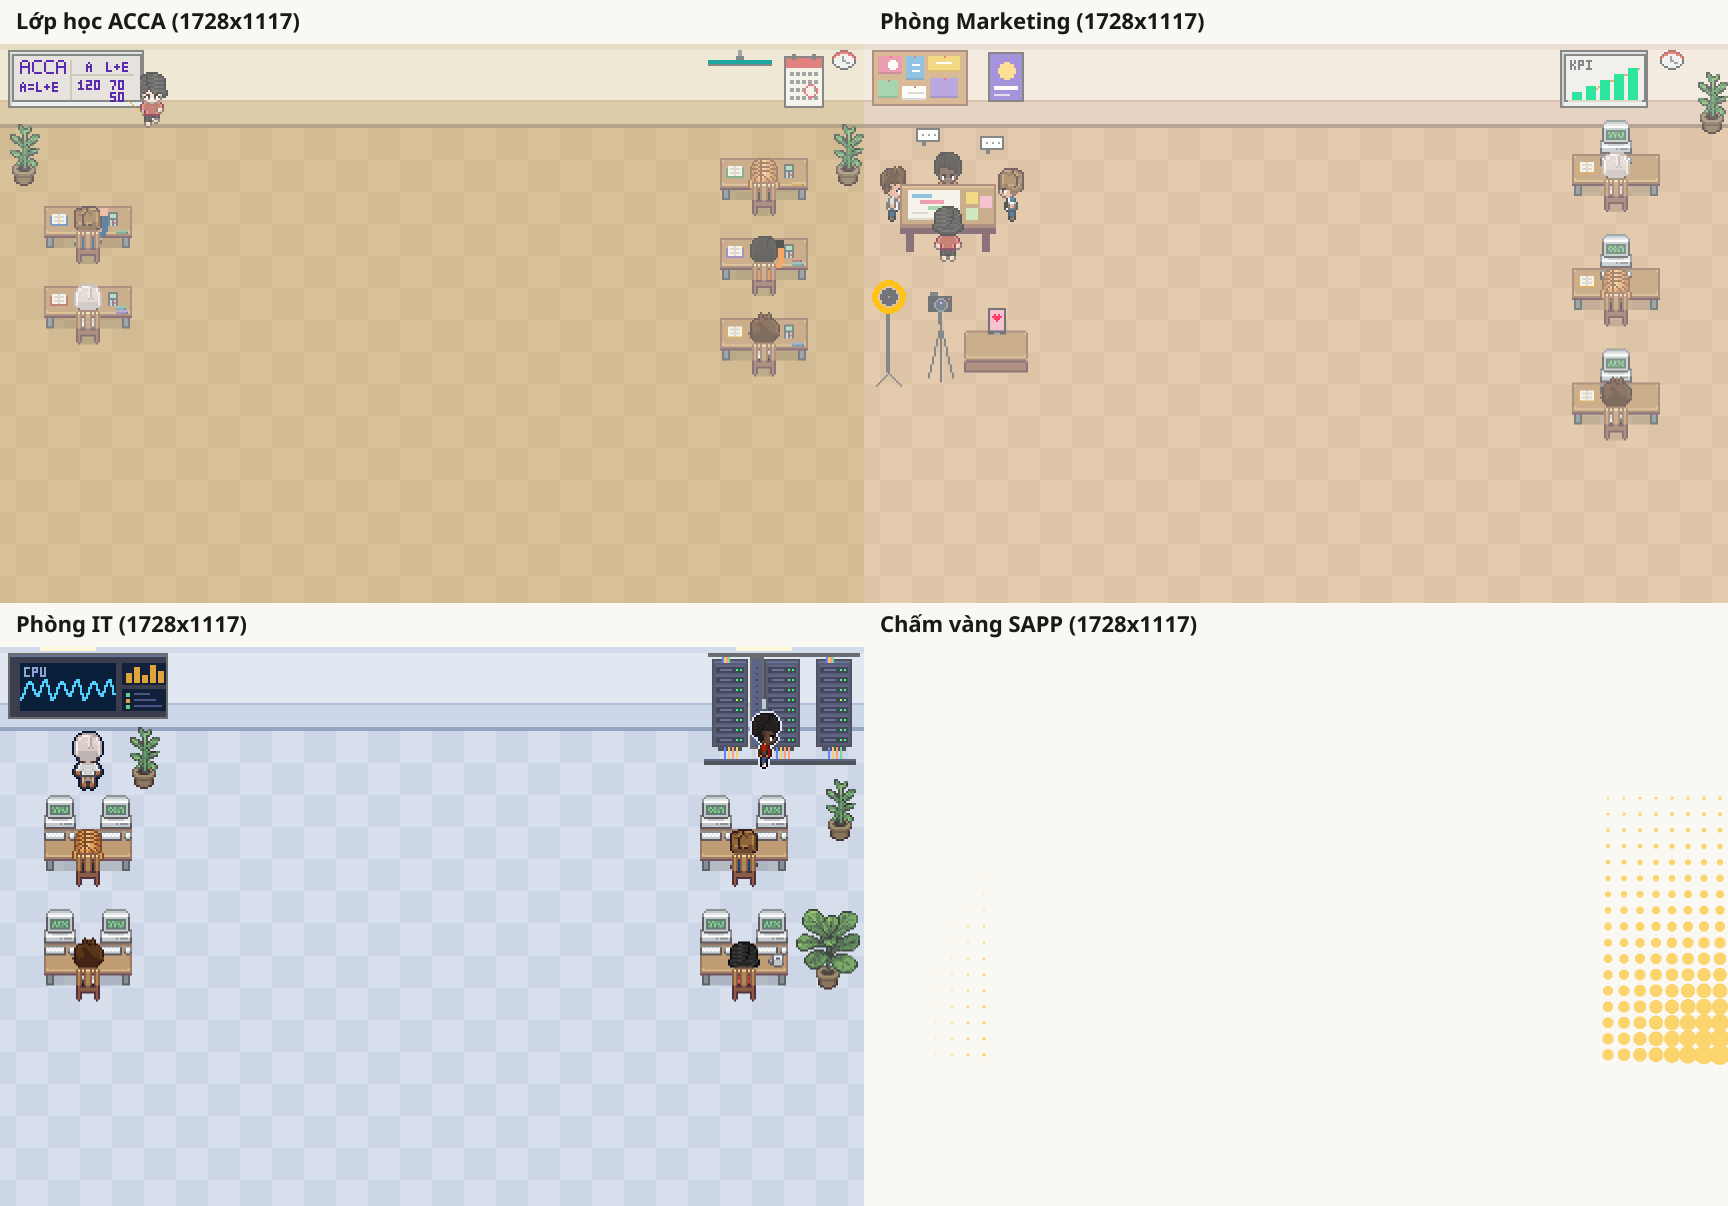 Lớp học ACCA (1728x1117)
ACCA A L+E
A=L+E 120 70
50
Phòng Marketing (1728x1117)
KPI
Phòng IT (1728x1117)
CPU
Chấm vàng SAPP (1728x1117)